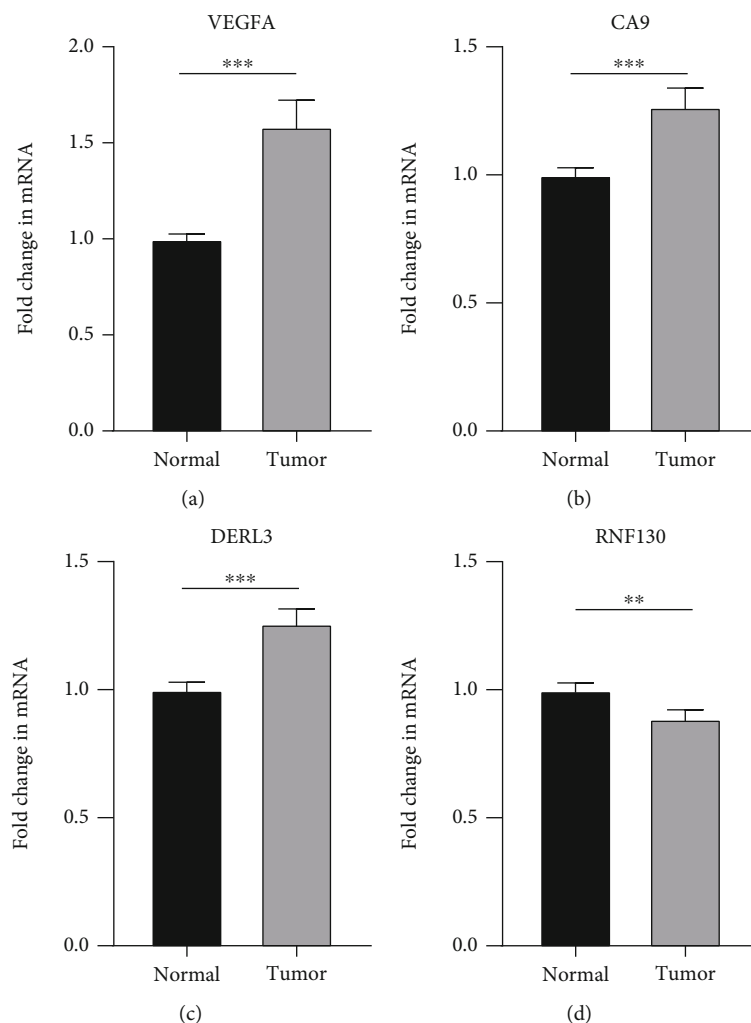 VEGFA
Fold change in mRNA
2.0
1.5
1.0
0.5
0.0
***
Normal Tumor
(a)
CA9
Fold change in mRNA
1.5
1.0
0.5
0.0
***
Normal Tumor
(b)
DERL3
Fold change in mRNA
1.5
1.0
0.5
0.0
***
Normal Tumor
(c)
RNF130
Fold change in mRNA
1.5
1.0
0.5
0.0
**
Normal Tumor
(d)